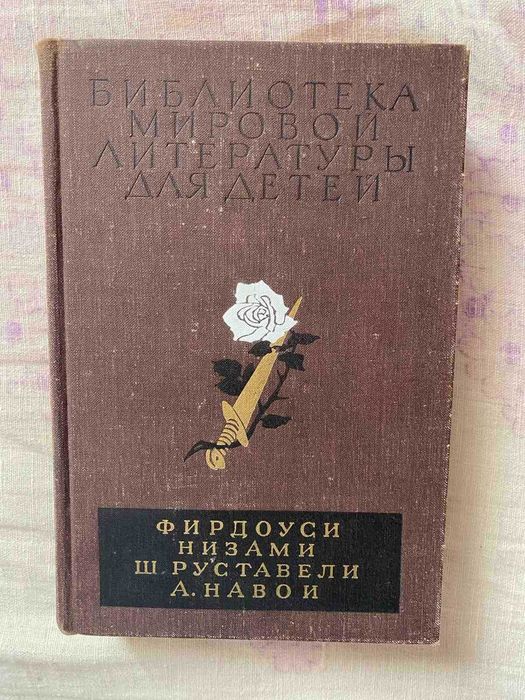 БИБЛИОТЕКА
МИРОВОЙ
ЛИТЕРАТУРЫ
ДЛЯ ДЕТЕЙ
ФИРДОУСИ
НИЗАМИ
Ш. РУСТАВЕЛИ
А. НАВОИ